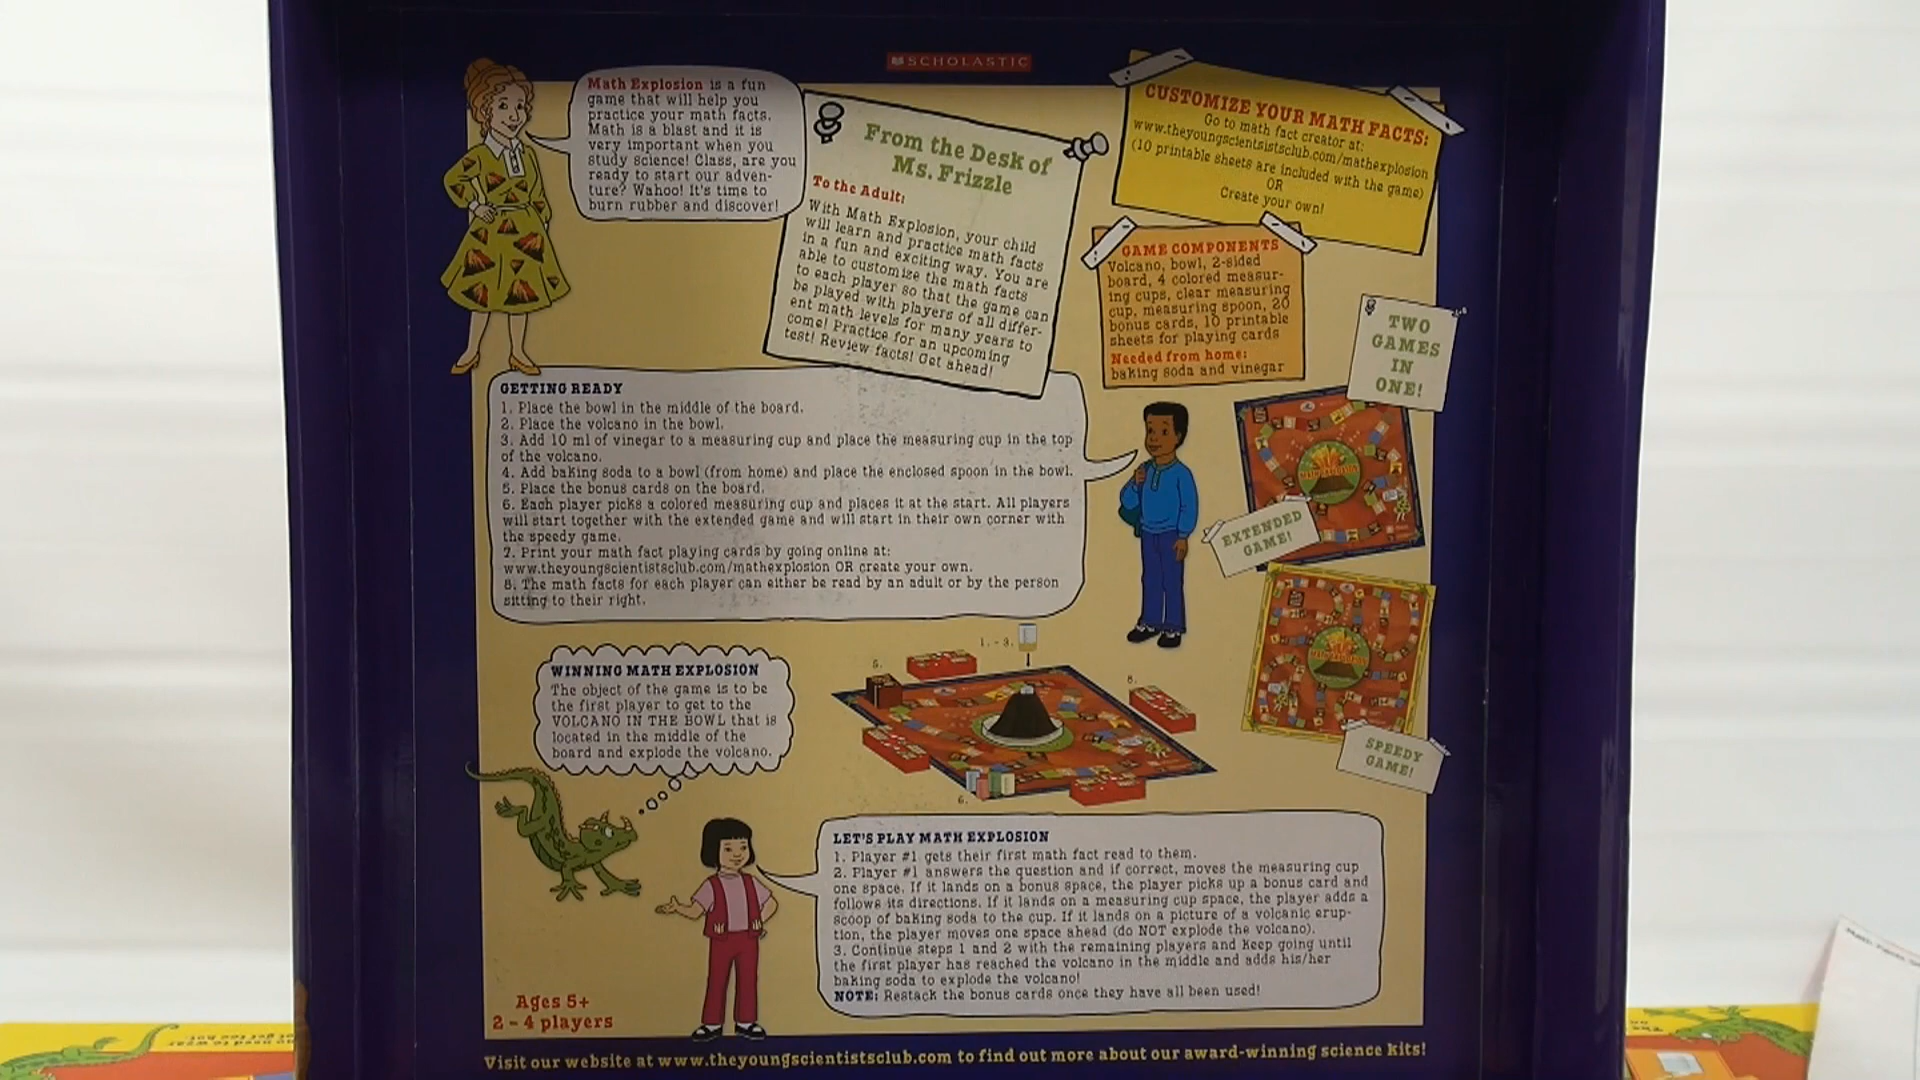 SCHOLASTIC
Math Explosion is a fun
game that will help you
practice your math facts.
Math is a blast and it is
very important when you
study science! Class, are you
ready to start our adven-
ture? Wahoo! It's time to
burn rubber and discover!
From the Desk of
Ms. Frizzle
To the Adult:
With Math Explosion, your child
will learn and practice math facts
in a fun and exciting way. You are
able to customize the math facts
to each player so that the game can
be played with players of all differ-
ent math levels for many years to
come! Practice for an upcoming
test! Review facts! Get ahead!
CUSTOMIZE YOUR MATH FACTS:
Go to math fact creator at:
www.theyoungscientsistsclub.com/mathexplosion
(10 printable sheets are included with the game)
OR
Create your own!
GAME COMPONENTS
Volcano, bowl, 2-sided
board, 4 colored measur-
ing cups, clear measuring
cup, measuring spoon, 20
bonus cards, 10 printable
sheets for playing cards
Needed from home:
baking soda and vinegar
TWO
GAMES
IN
ONE!
GETTING READY
1. Place the bowl in the middle of the board.
2. Place the volcano in the bowl.
3. Add 10 ml of vinegar to a measuring cup and place the measuring cup in the top
of the volcano.
4. Add baking soda to a bowl (from home) and place the enclosed spoon in the bowl.
5. Place the bonus cards on the board.
6. Each player picks a colored measuring cup and places it at the start. All players
will start together with the extended game and will start in their own corner with
the speedy game.
7. Print your math fact playing cards by going online at:
www.theyoungscientistsclub.com/mathexplosion OR create your own.
8. The math facts for each player can either be read by an adult or by the person
sitting to their right.
MATH EXPLOSION
EXTENDED
GAME!
MATH EXPLOSION
SPEEDY
GAME!
1. - 3.
5.
8.
6.
WINNING MATH EXPLOSION
The object of the game is to be
the first player to get to the
VOLCANO IN THE BOWL that is
located in the middle of the
board and explode the volcano.
LET'S PLAY MATH EXPLOSION
1. Player #1 gets their first math fact read to them.
2. Player #1 answers the question and if correct, moves the measuring cup
one space. If it lands on a bonus space, the player picks up a bonus card and
follows its directions. If it lands on a measuring cup space, the player adds a
scoop of baking soda to the cup. If it lands on a picture of a volcanic erup-
tion, the player moves one space ahead (do NOT explode the volcano).
3. Continue steps 1 and 2 with the remaining players and keep going until
the first player has reached the volcano in the middle and adds his/her
baking soda to explode the volcano!
NOTE: Restack the bonus cards once they have all been used!
Ages 5+
2 - 4 players
Visit our website at www.theyoungscientistsclub.com to find out more about our award-winning science kits!